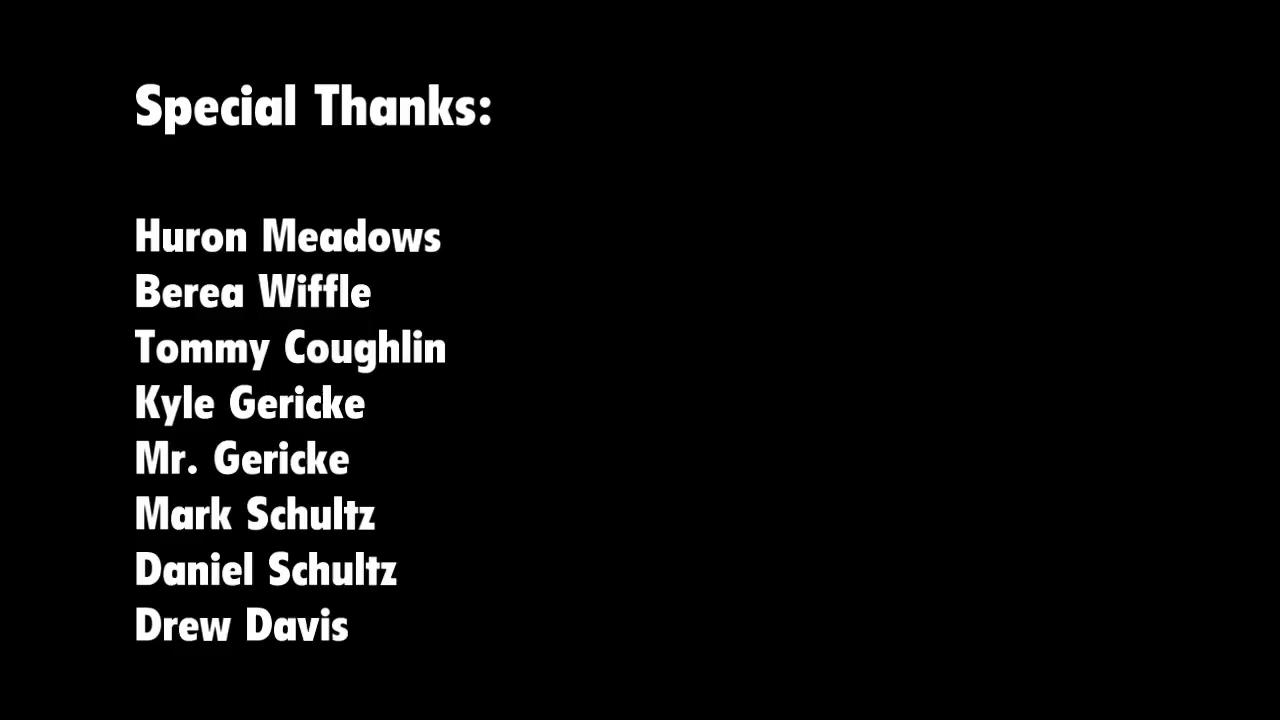 Special Thanks:
Huron Meadows
Berea Wiffle
Tommy Coughlin
Kyle Gericke
Mr. Gericke
Mark Schultz
Daniel Schultz
Drew Davis